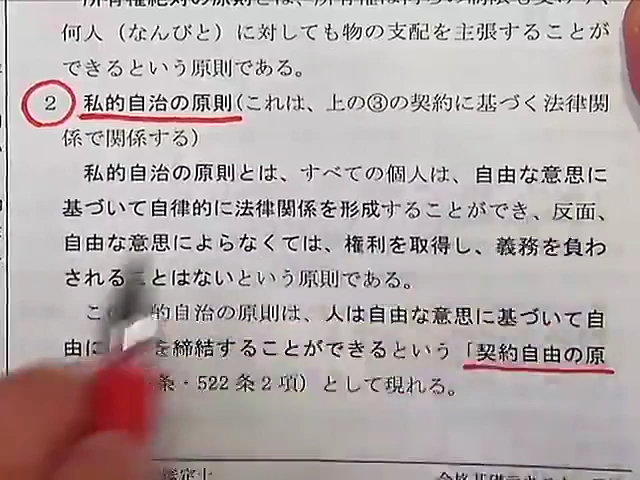 何人（なんびと）に対しても物の支配を主張することが
できるという原則である。
2 私的自治の原則（これは、上の③の契約に基づく法律関
係で関係する）
私的自治の原則とは、すべての個人は、自由な意思に
基づいて自律的に法律関係を形成することができ、反面、
自由な意思によらなくては、権利を取得し、義務を負わ
されることはないという原則である。
こ 的自治の原則は、人は自由な意思に基づいて自
由に を締結することができるという「契約自由の原
条・522条2項）として現れる。